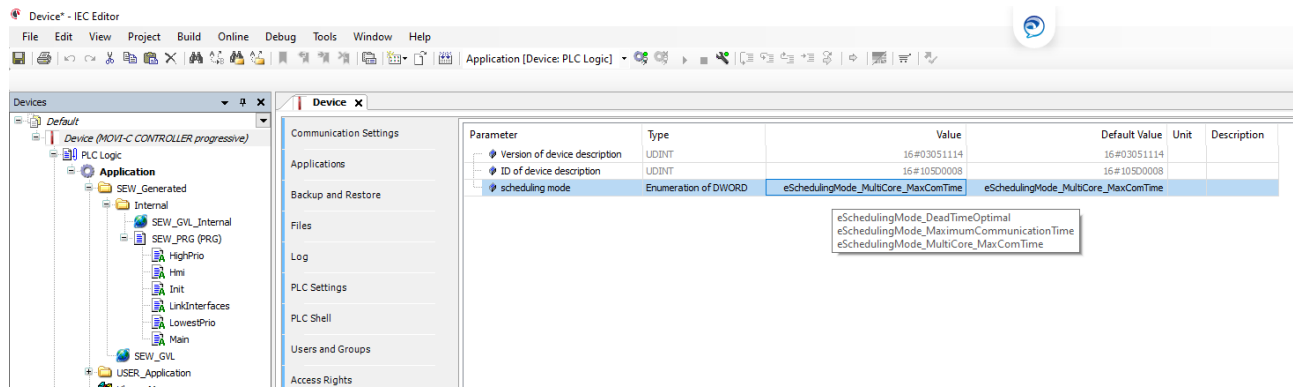 Device* - IEC Editor
File Edit View Project Build Online Debug Tools Window Help
Application [Device: PLC Logic]
Devices
Device
Default
Device (MOVI-C CONTROLLER progressive)
PLC Logic
Application
SEW_Generated
Internal
SEW_GVL_Internal
SEW_PRG (PRG)
HighPrio
Hmi
Init
LinkInterfaces
LowestPrio
Main
SEW_GVL
USER_Application
Communication Settings
Applications
Backup and Restore
Files
Log
PLC Settings
PLC Shell
Users and Groups
Access Rights
Parameter Type Value Default Value Unit Description
Version of device description UDINT 16#03051114 16#03051114
ID of device description UDINT 16#105D0008 16#105D0008
scheduling mode Enumeration of DWORD eSchedulingMode_MultiCore_MaxComTime eSchedulingMode_MultiCore_MaxComTime
eSchedulingMode_DeadTimeOptimal
eSchedulingMode_MaximumCommunicationTime
eSchedulingMode_MultiCore_MaxComTime